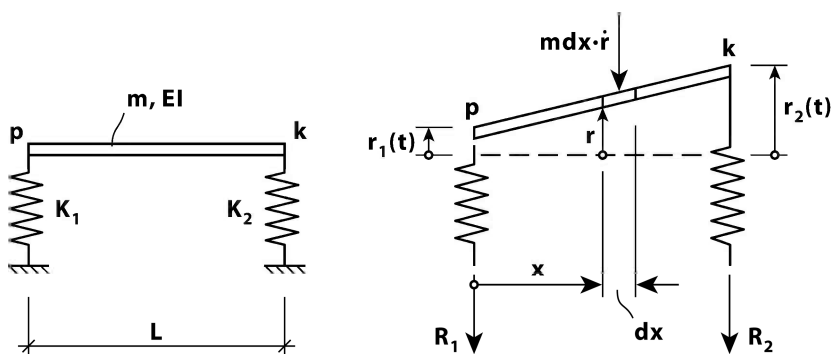 m, EI
p
k
K₁
K₂
L
mdx·ṙ
k
p
r₁(t)
r
r₂(t)
x
dx
R₁
R₂